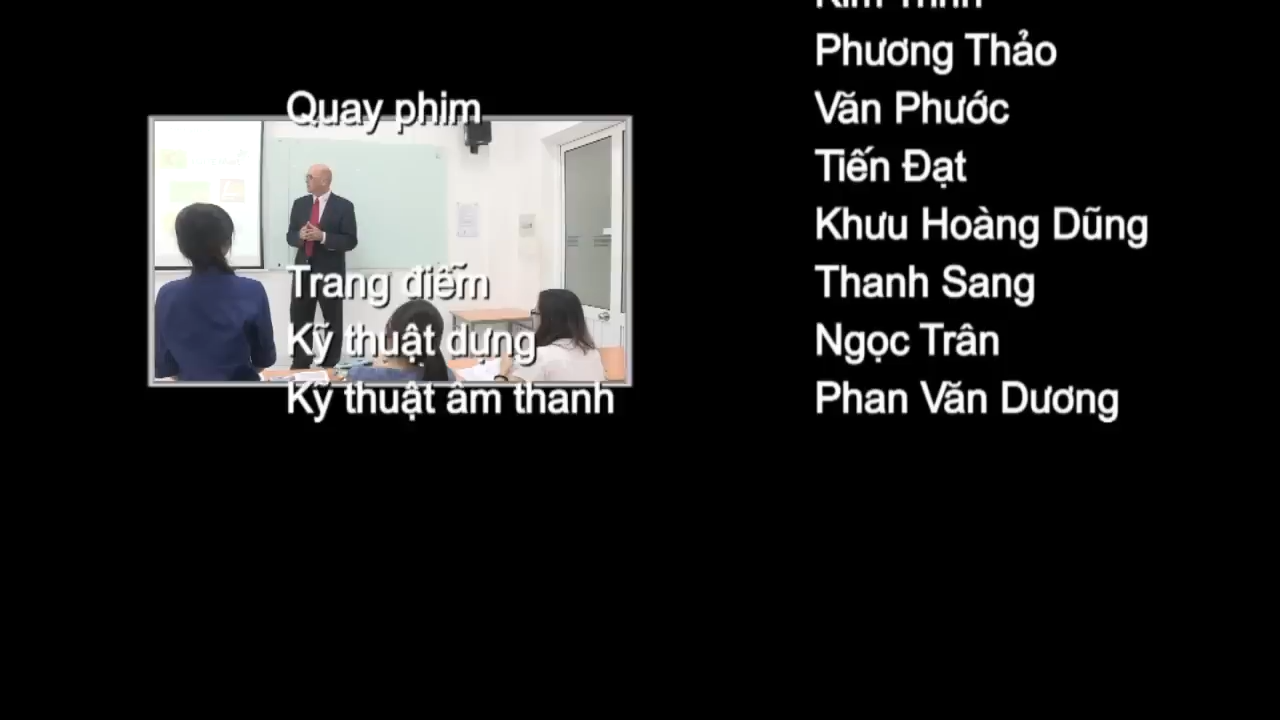 Phương Thảo
Quay phim Văn Phước
Tiến Đạt
Khưu Hoàng Dũng
Trang điểm Thanh Sang
Kỹ thuật dựng Ngọc Trân
Kỹ thuật âm thanh Phan Văn Dương